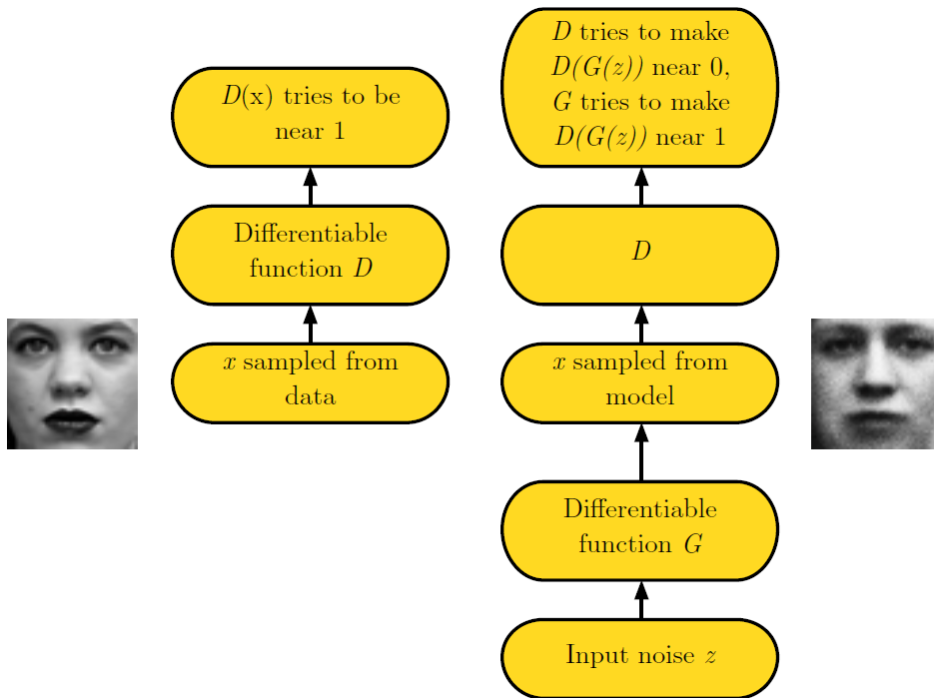 D(x) tries to be
near 1
Differentiable
function D
x sampled from
data
D tries to make
D(G(z)) near 0,
G tries to make
D(G(z)) near 1
D
x sampled from
model
Differentiable
function G
Input noise z